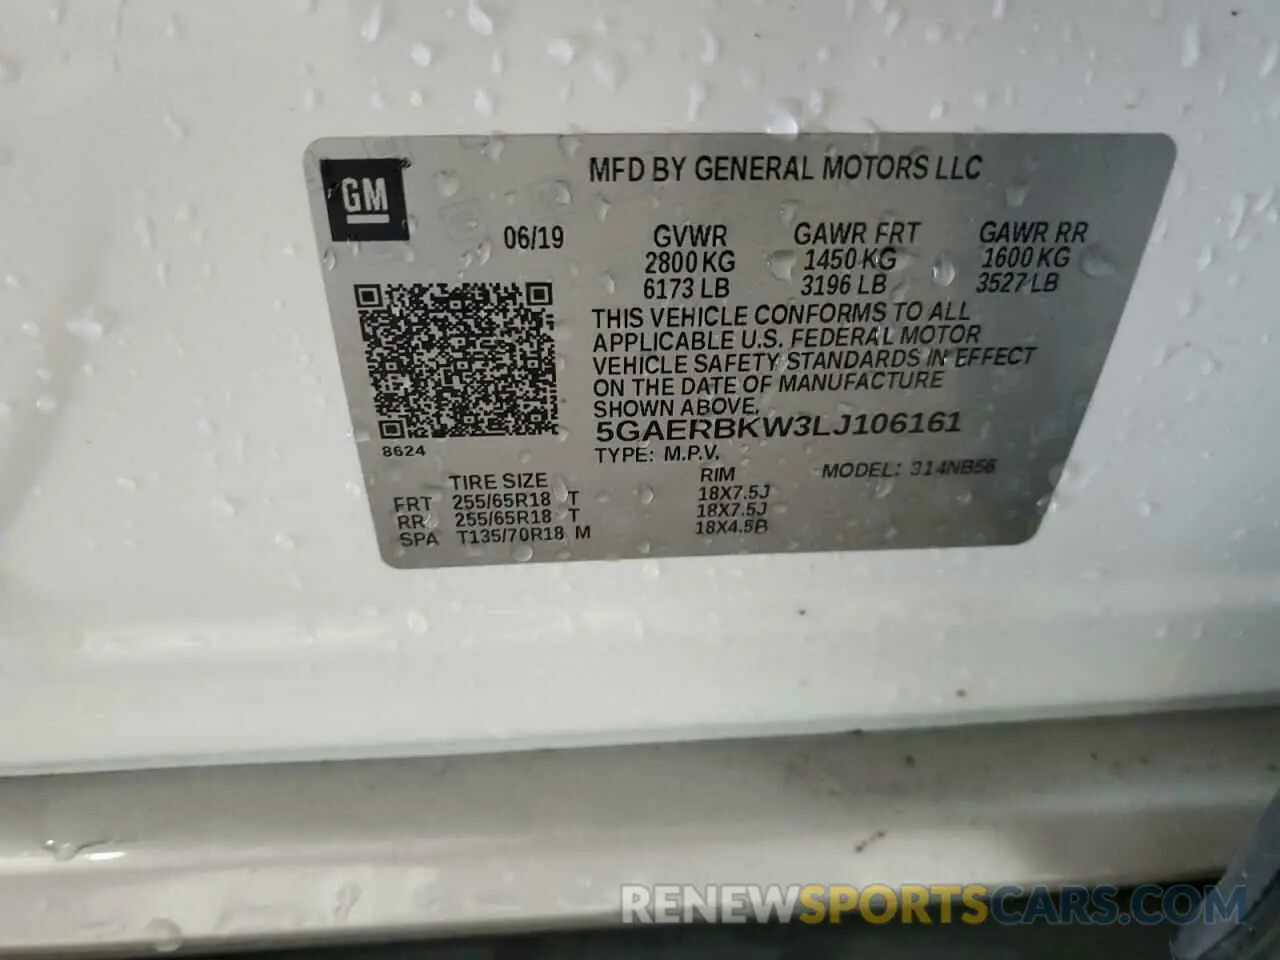 GM
®
MFD BY GENERAL MOTORS LLC
06/19
GVWR GAWR FRT GAWR RR
2800 KG 1450 KG 1600 KG
6173 LB 3196 LB 3527 LB
THIS VEHICLE CONFORMS TO ALL
APPLICABLE U.S. FEDERAL MOTOR
VEHICLE SAFETY STANDARDS IN EFFECT
ON THE DATE OF MANUFACTURE
SHOWN ABOVE.
5GAERBKW3LJ106161
8624
TYPE: M.P.V. MODEL: 314NB56
TIRE SIZE RIM
FRT 255/65R18 T 18X7.5J
RR 255/65R18 T 18X7.5J
SPA T135/70R18 M 18X4.5B
RENEWSPORTSCARS.COM